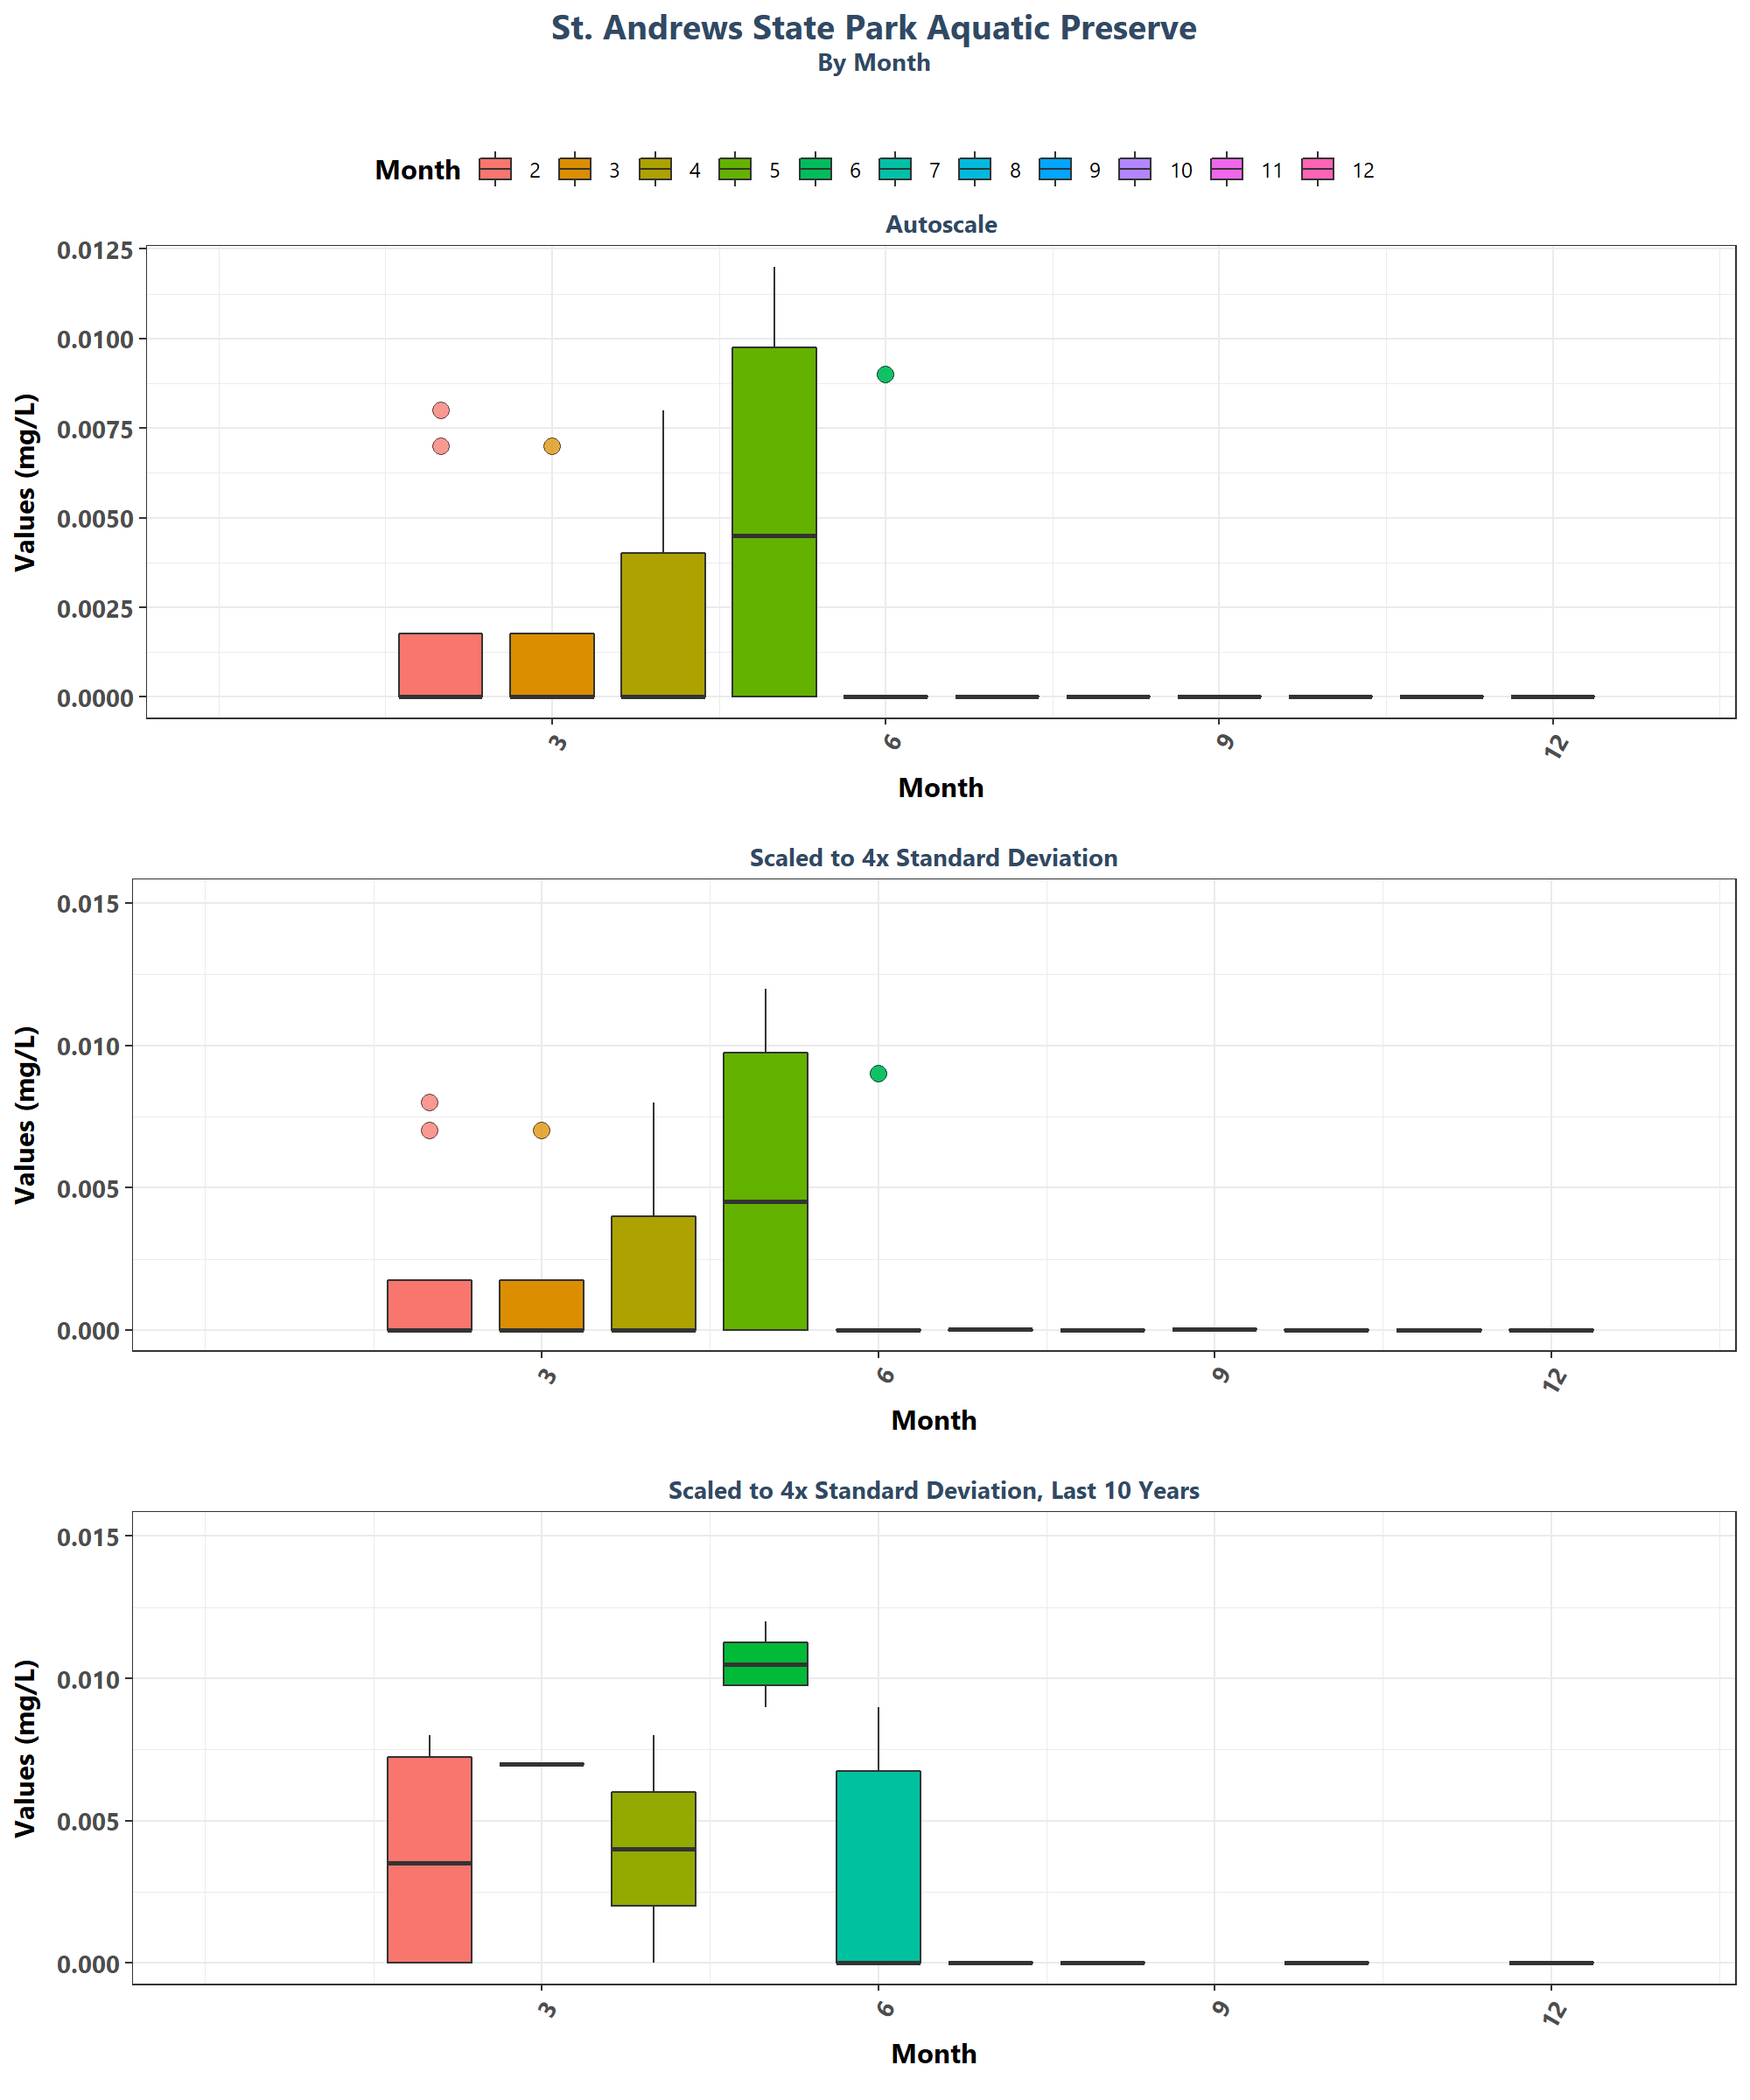 St. Andrews State Park Aquatic Preserve
By Month
Month 2 3 4 5 6 7 8 9 10 11 12
Autoscale
Values (mg/L)
0.0125
0.0100
0.0075
0.0050
0.0025
0.0000
3 6 9 12
Month
Scaled to 4x Standard Deviation
Values (mg/L)
0.015
0.010
0.005
0.000
3 6 9 12
Month
Scaled to 4x Standard Deviation, Last 10 Years
Values (mg/L)
0.015
0.010
0.005
0.000
3 6 9 12
Month